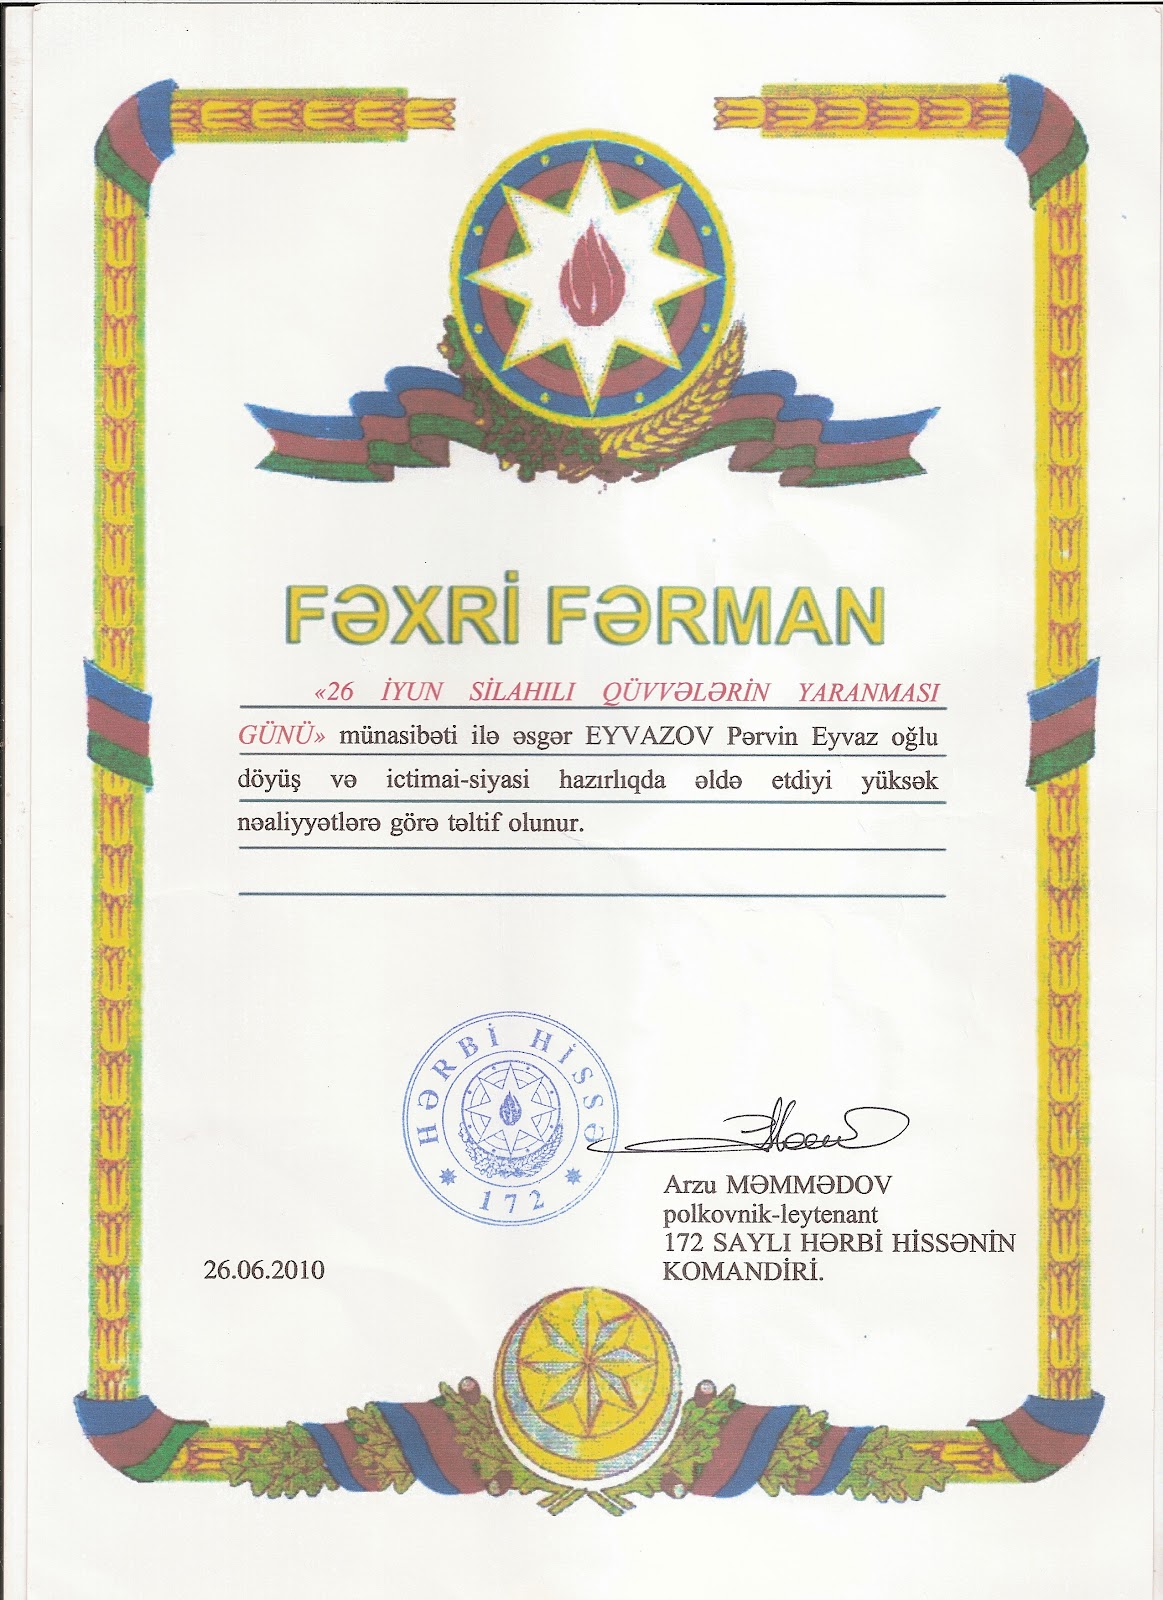 FƏXRİ FƏRMAN
«26 İYUN SİLAHILI QÜVVƏLƏRİN YARANMASI
GÜNÜ» münasibəti ilə əsgər EYVAZOV Pərvin Eyvaz oğlu
döyüş və ictimai-siyasi hazırlıqda əldə etdiyi yüksək
nəaliyyətlərə görə təltif olunur.
HƏRBİ HİSSƏ
172
Arzu MƏMMƏDOV
polkovnik-leytenant
172 SAYLI HƏRBİ HİSSƏNİN
KOMANDİRİ.
26.06.2010